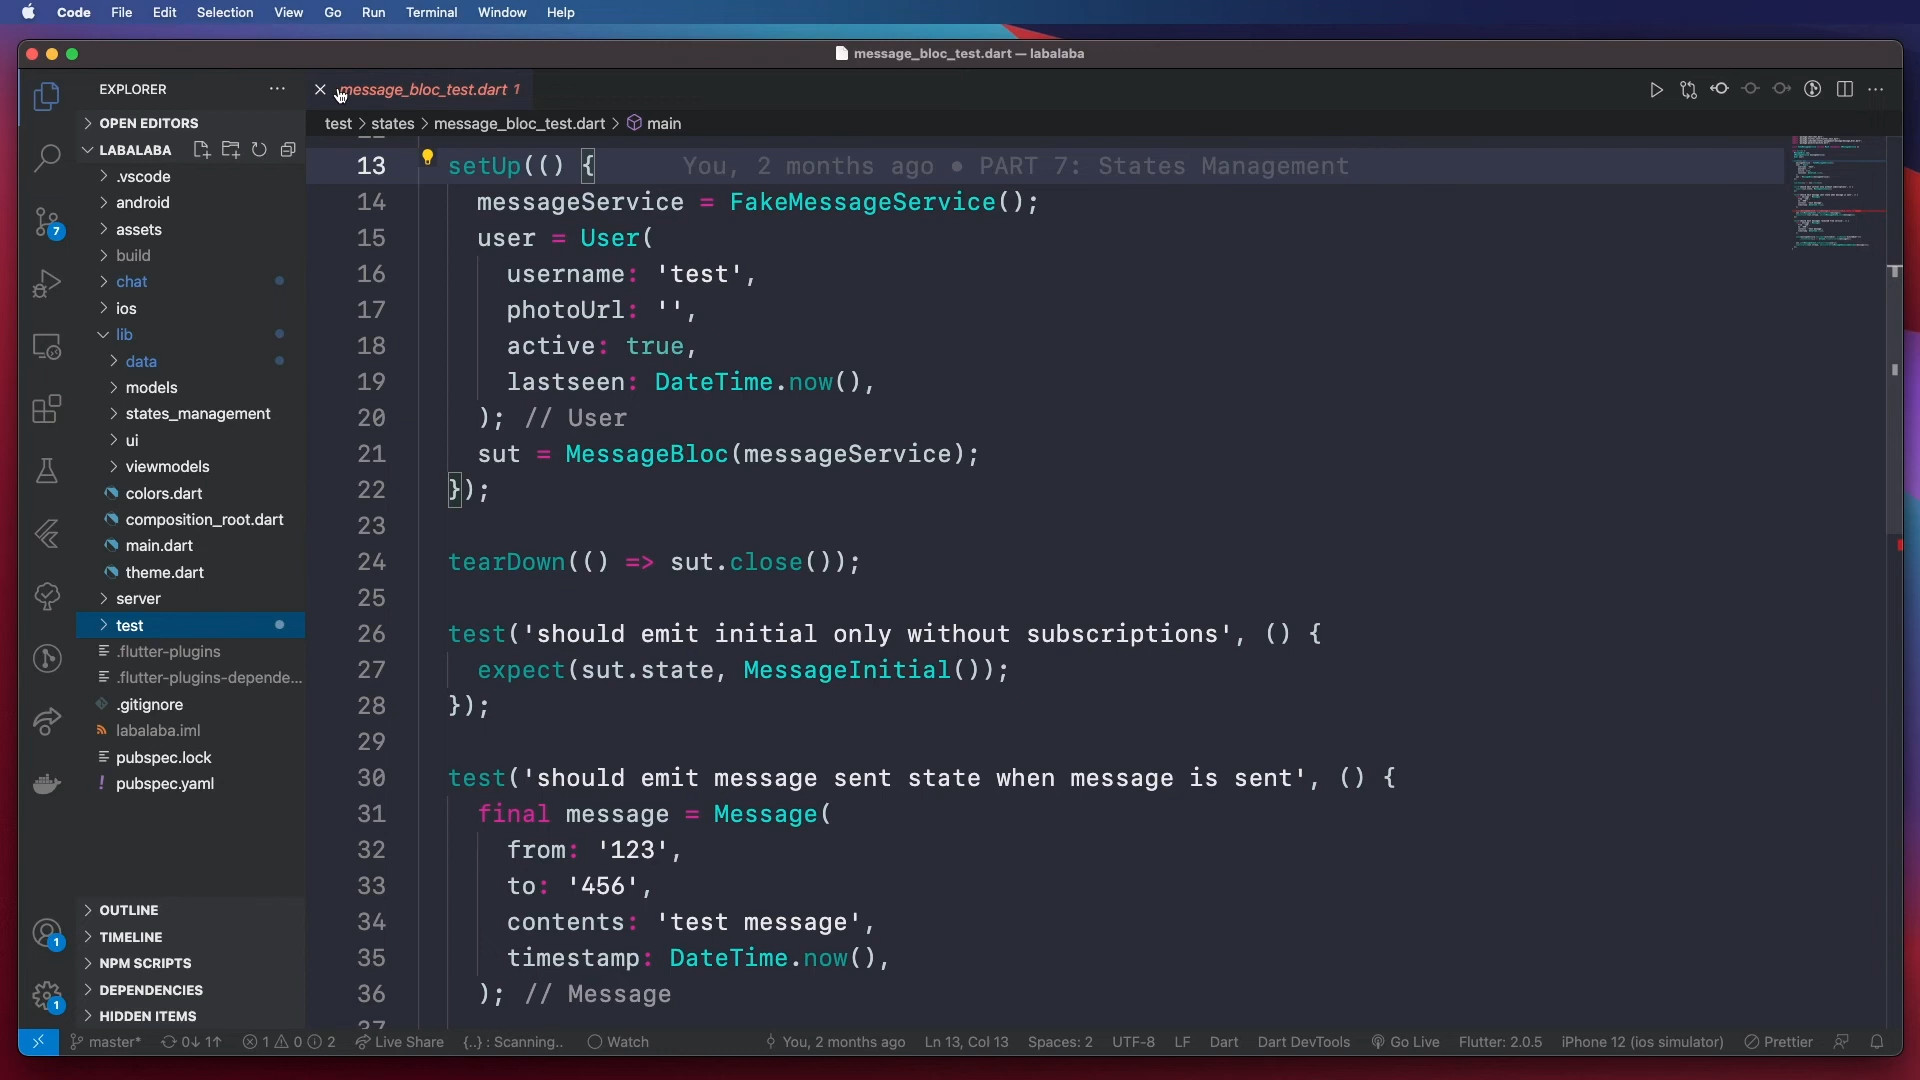 Code File Edit Selection View Go Run Terminal Window Help
message_bloc_test.dart — labalaba
EXPLORER
message_bloc_test.dart 1
OPEN EDITORS
test > states > message_bloc_test.dart > main
LABALABA
.vscode
android
assets
build
chat
ios
lib
data
models
states_management
ui
viewmodels
colors.dart
composition_root.dart
main.dart
theme.dart
server
test
.flutter-plugins
.flutter-plugins-depende...
.gitignore
labalaba.iml
pubspec.lock
pubspec.yaml
OUTLINE
TIMELINE
NPM SCRIPTS
DEPENDENCIES
HIDDEN ITEMS
7
1
1
13 setUp(() { You, 2 months ago • PART 7: States Management
14 messageService = FakeMessageService();
15 user = User(
16 username: 'test',
17 photoUrl: '',
18 active: true,
19 lastseen: DateTime.now(),
20 ); // User
21 sut = MessageBloc(messageService);
22 });
23
24 tearDown(() => sut.close());
25
26 test('should emit initial only without subscriptions', () {
27 expect(sut.state, MessageInitial());
28 });
29
30 test('should emit message sent state when message is sent', () {
31 final message = Message(
32 from: '123',
33 to: '456',
34 contents: 'test message',
35 timestamp: DateTime.now(),
36 ); // Message
37
master* 0↓ 1↑ 1 0 2 Live Share {..} : Scanning.. Watch You, 2 months ago Ln 13, Col 13 Spaces: 2 UTF-8 LF Dart Dart DevTools Go Live Flutter: 2.0.5 iPhone 12 (ios simulator) Prettier